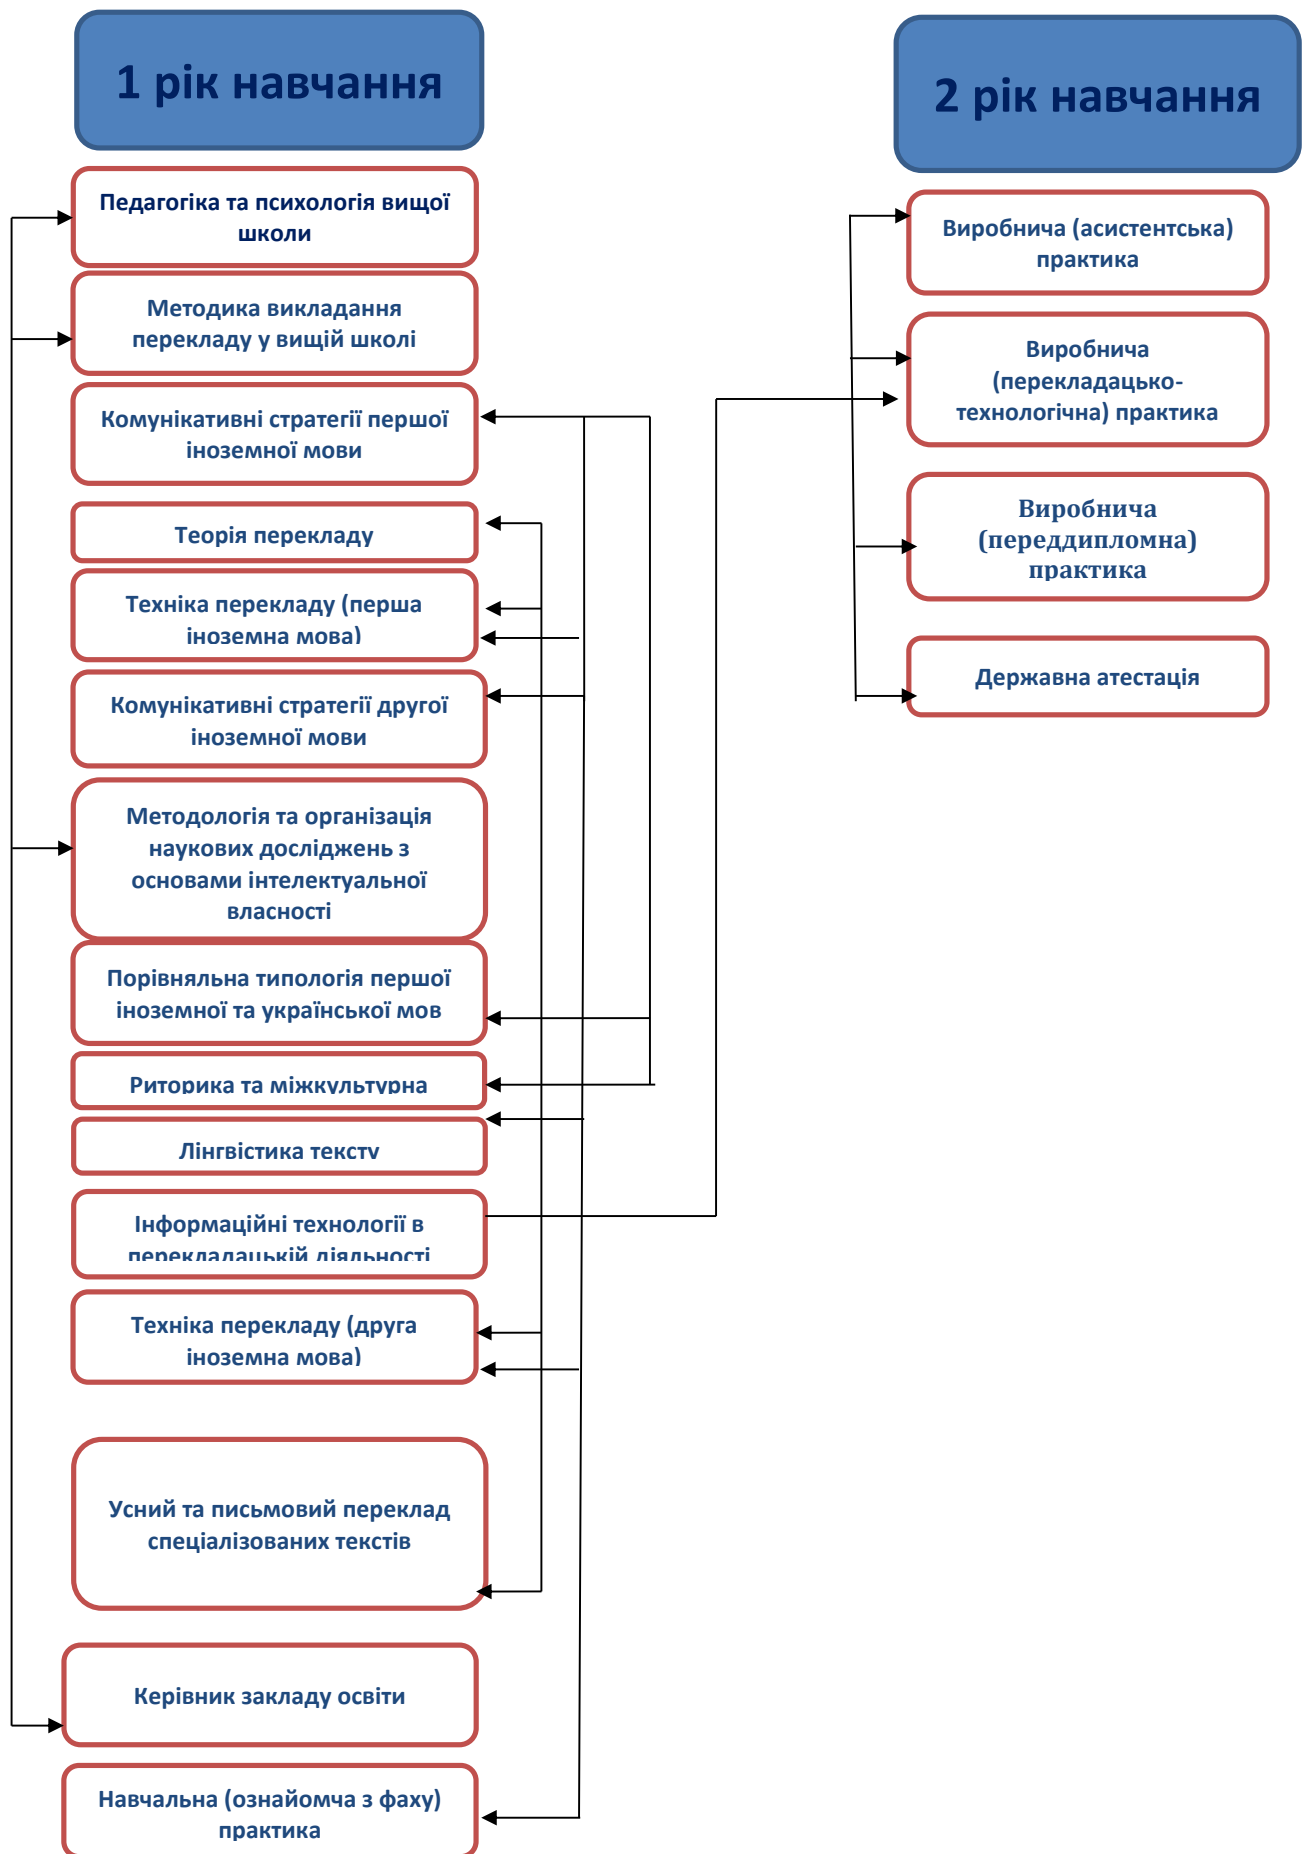 1 рік навчання
Педагогіка та психологія вищої
школи
Методика викладання
перекладу у вищій школі
Комунікативні стратегії першої
іноземної мови
Теорія перекладу
Техніка перекладу (перша
іноземна мова)
Комунікативні стратегії другої
іноземної мови
Методологія та організація
наукових досліджень з
основами інтелектуальної
власності
Порівняльна типологія першої
іноземної та української мов
Риторика та міжкультурна
Лінгвістика тексту
Інформаційні технології в
перекладацькій діяльності
Техніка перекладу (друга
іноземна мова)
Усний та письмовий переклад
спеціалізованих текстів
Керівник закладу освіти
Навчальна (ознайомча з фаху)
практика
2 рік навчання
Виробнича (асистентська)
практика
Виробнича
(перекладацько-
технологічна) практика
Виробнича
(переддипломна)
практика
Державна атестація